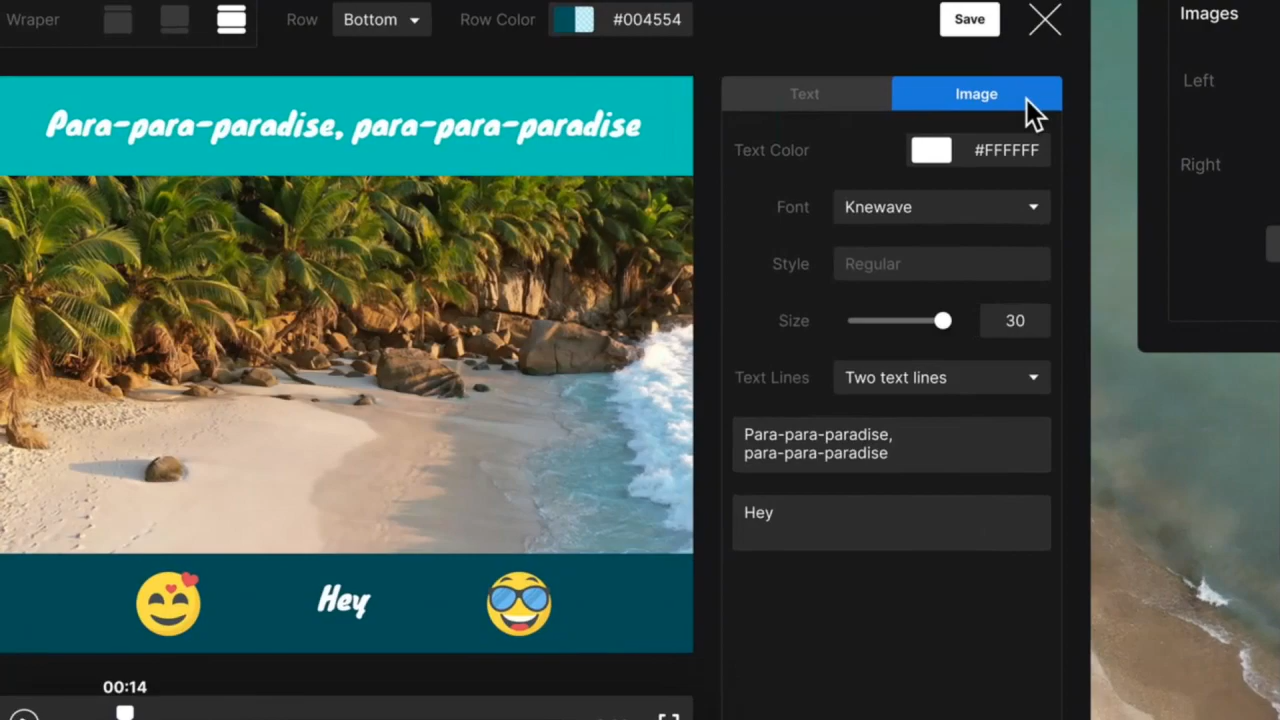 Wraper
Row
Bottom
Row Color
#004554
Save
Images
Left
Right
Para-para-paradise, para-para-paradise
Text
Image
Text Color
#FFFFFF
Font
Knewave
Style
Regular
Size
30
Text Lines
Two text lines
Para-para-paradise,
para-para-paradise
Hey
Hey
00:14